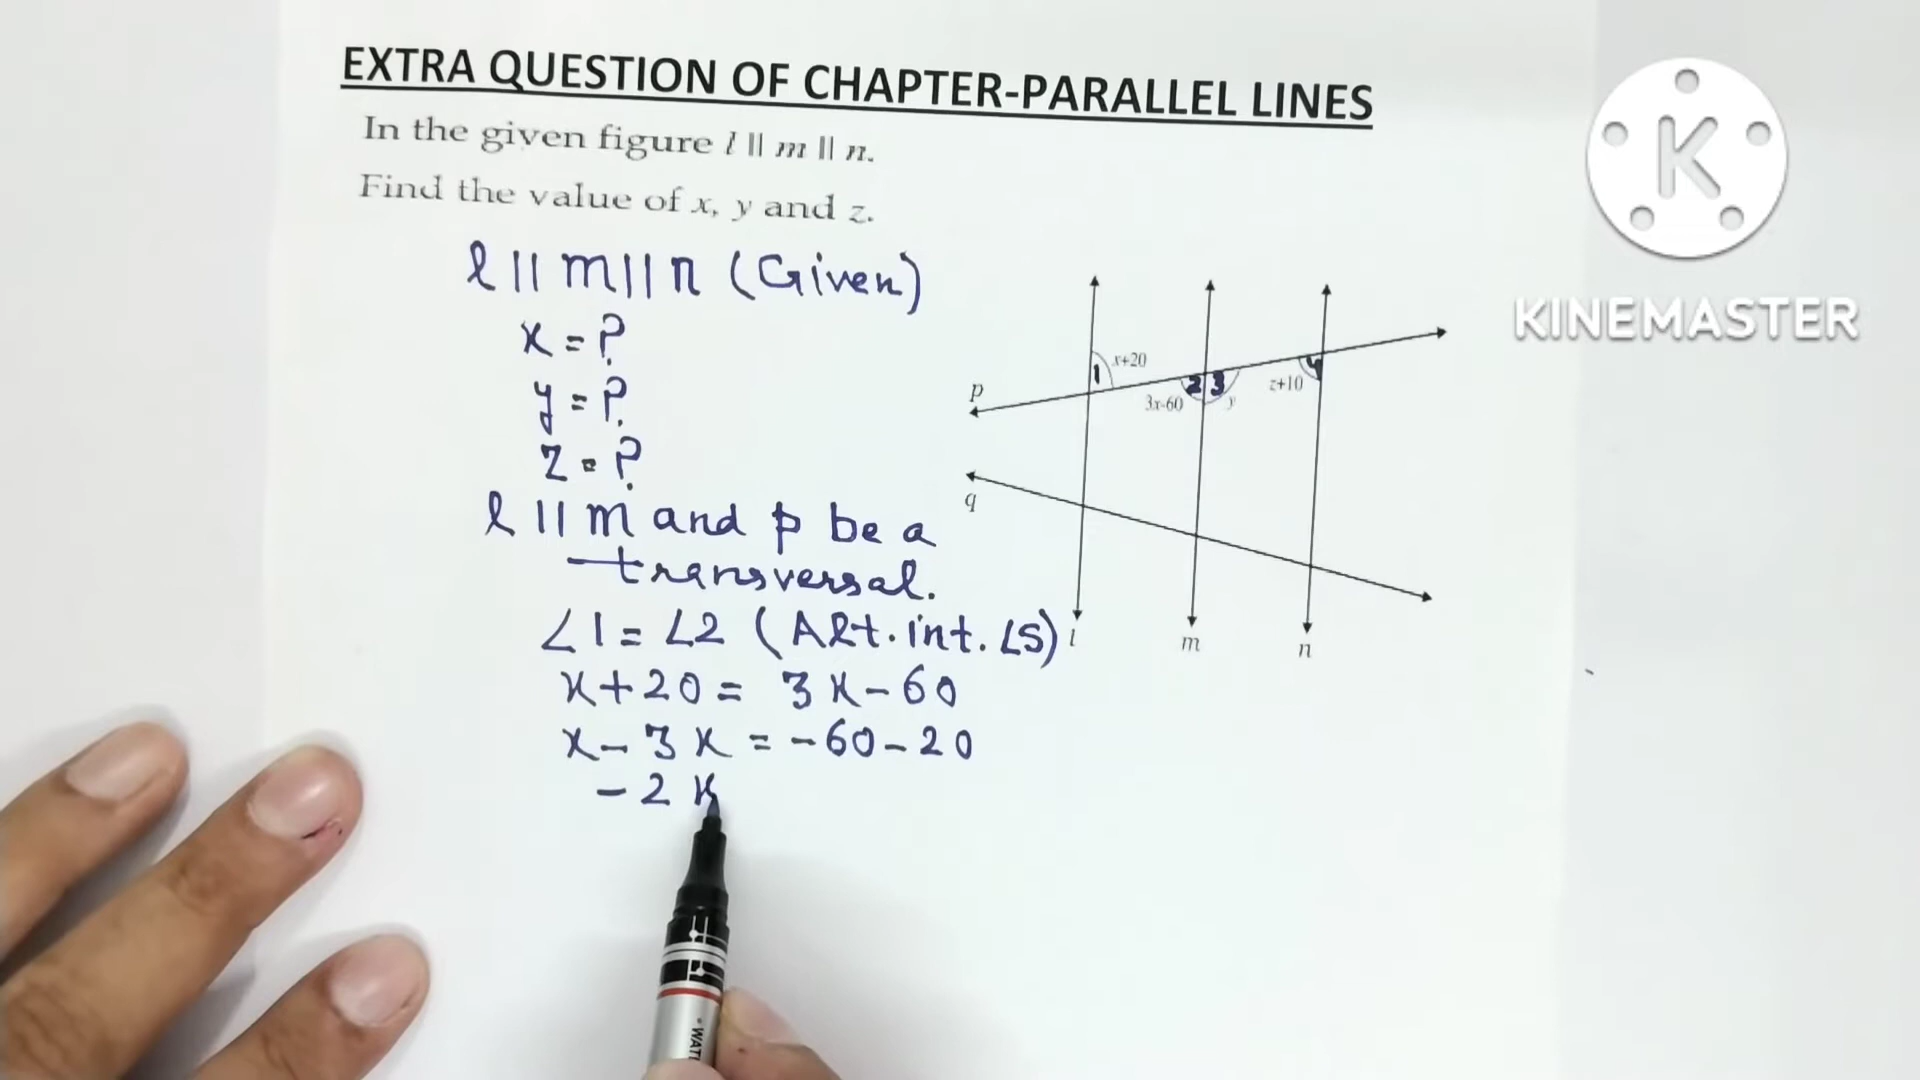 EXTRA QUESTION OF CHAPTER-PARALLEL LINES
In the given figure l || m || n.
Find the value of x, y and z.
l || m || n (Given)
x = ?
y = ?
z = ?
l || m and p be a
transversal.
∠1 = ∠2 (Alt. int. ∠S)
x+20 = 3x-60
x-3x = -60-20
-2x
K
KINEMASTER
1
x+20
2
3
4
p
3x-60
y
z+10
q
l
m
n
WATE